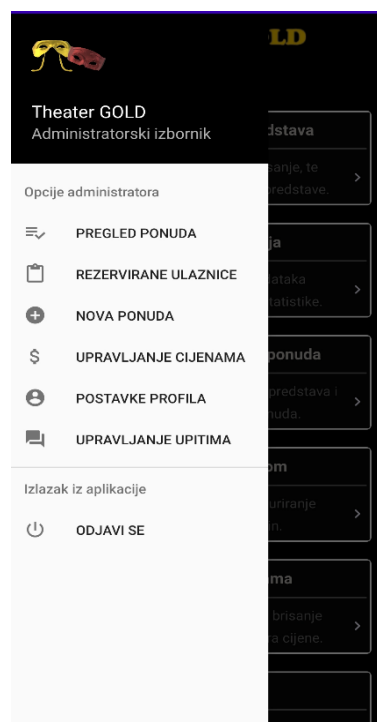 Theater GOLD
Administratorski izbornik
Opcije administratora
PREGLED PONUDA
REZERVIRANE ULAZNICE
NOVA PONUDA
UPRAVLJANJE CIJENAMA
POSTAVKE PROFILA
UPRAVLJANJE UPITIMA
Izlazak iz aplikacije
ODJAVI SE
LD
dstava
sanje, te
predstave.
ja
dataka
tatistike.
ponuda
predstava i
nuda.
om
uriranje
n.
ma
brisanje
ra cijene.